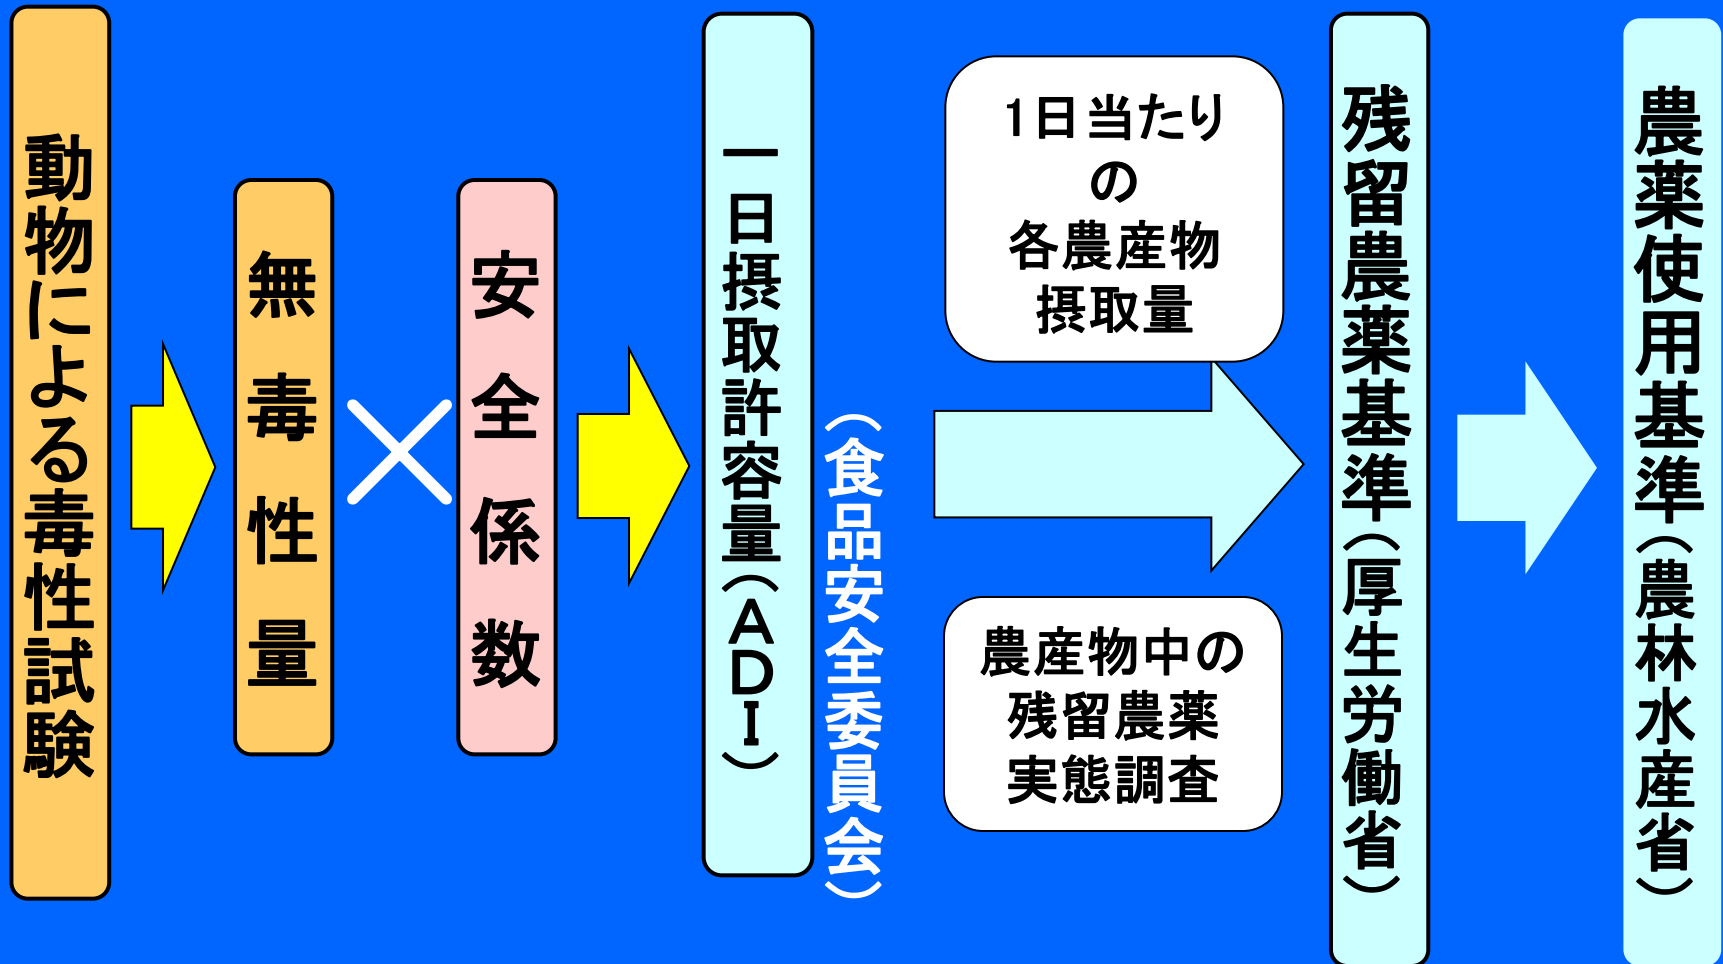 動物による毒性試験
無毒性量
×
安全係数
一日摂取許容量（ＡＤＩ）
（食品安全委員会）
1日当たり
の
各農産物
摂取量
農産物中の
残留農薬
実態調査
残留農薬基準（厚生労働省）
農薬使用基準（農林水産省）